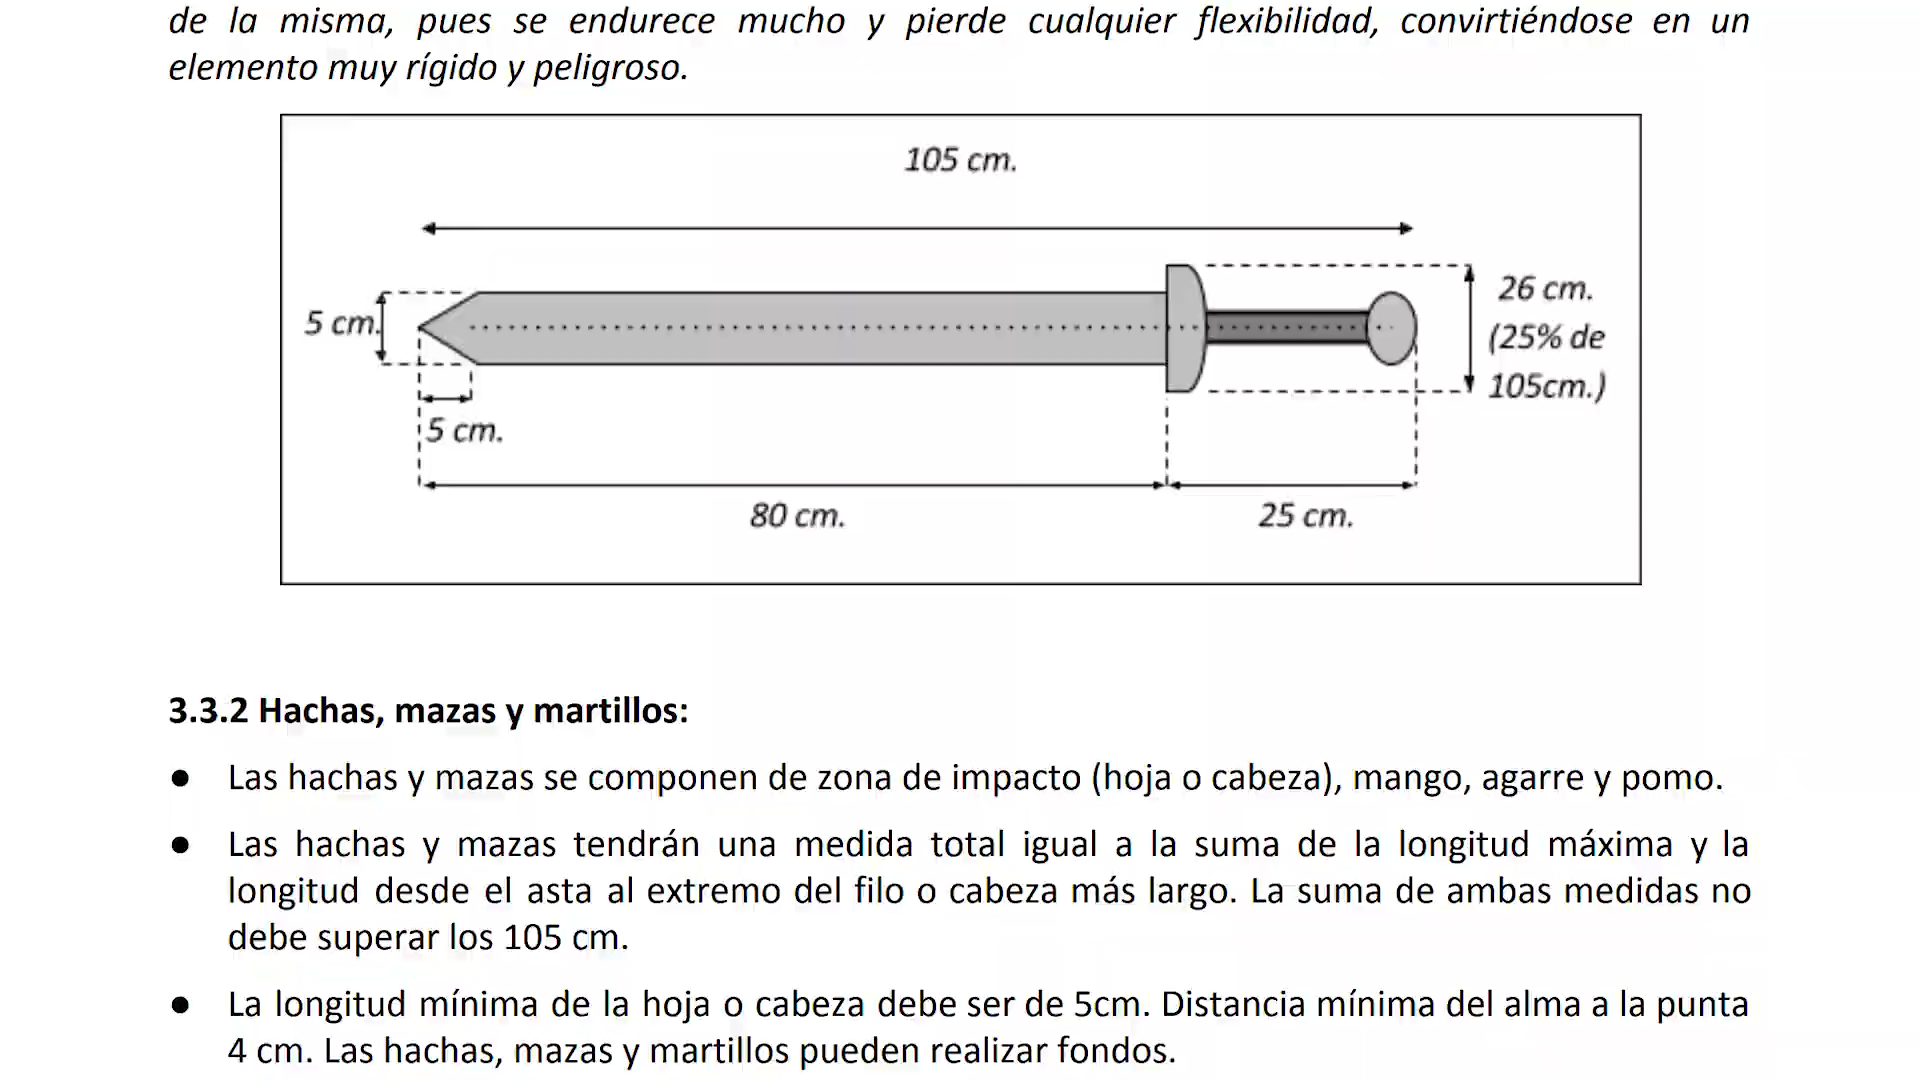 de la misma, pues se endurece mucho y pierde cualquier flexibilidad, convirtiéndose en un
elemento muy rígido y peligroso.
105 cm.
5 cm.
26 cm.
(25% de
105cm.)
5 cm.
80 cm.
25 cm.
3.3.2 Hachas, mazas y martillos:
● Las hachas y mazas se componen de zona de impacto (hoja o cabeza), mango, agarre y pomo.
● Las hachas y mazas tendrán una medida total igual a la suma de la longitud máxima y la
longitud desde el asta al extremo del filo o cabeza más largo. La suma de ambas medidas no
debe superar los 105 cm.
● La longitud mínima de la hoja o cabeza debe ser de 5cm. Distancia mínima del alma a la punta
4 cm. Las hachas, mazas y martillos pueden realizar fondos.